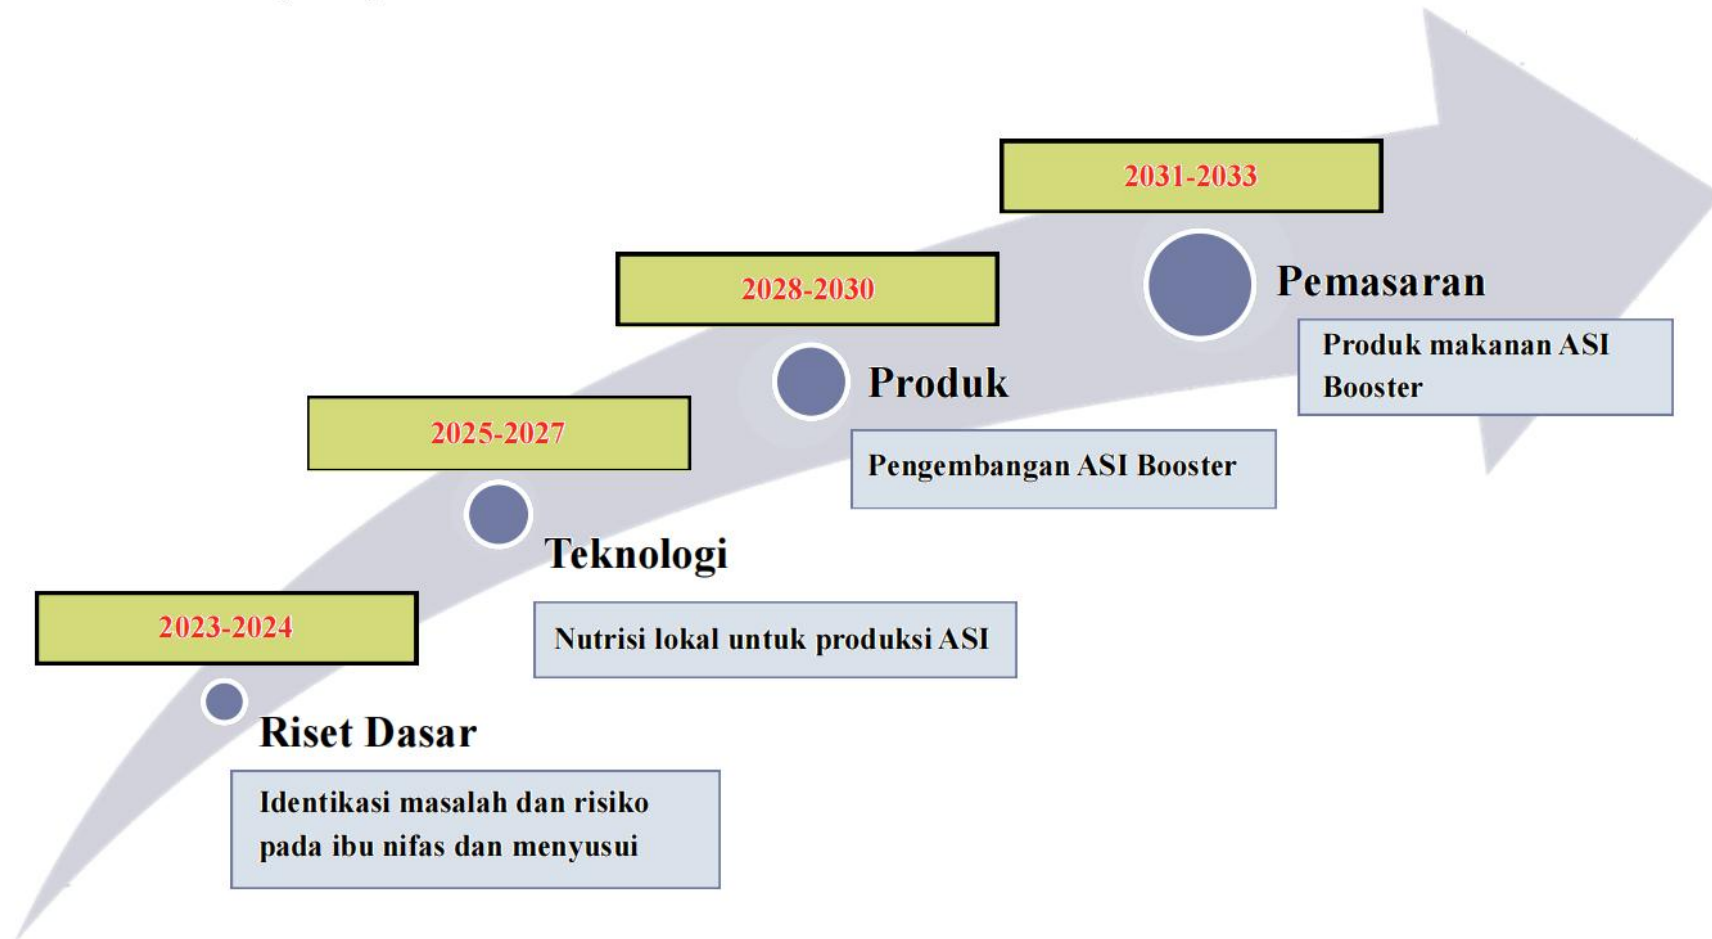 2023-2024
Riset Dasar
Identikasi masalah dan risiko
pada ibu nifas dan menyusui
2025-2027
Teknologi
Nutrisi lokal untuk produksi ASI
2028-2030
Produk
Pengembangan ASI Booster
2031-2033
Pemasaran
Produk makanan ASI
Booster